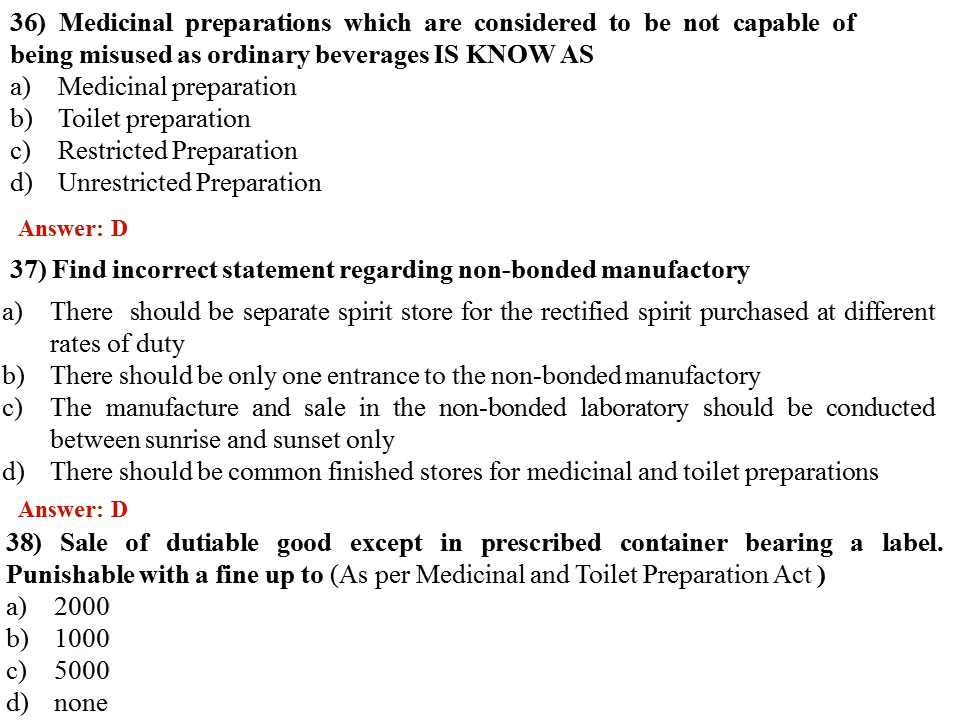 36) Medicinal preparations which are considered to be not capable of
being misused as ordinary beverages IS KNOW AS
a) Medicinal preparation
b) Toilet preparation
c) Restricted Preparation
d) Unrestricted Preparation
Answer: D
37) Find incorrect statement regarding non-bonded manufactory
a) There should be separate spirit store for the rectified spirit purchased at different
rates of duty
b) There should be only one entrance to the non-bonded manufactory
c) The manufacture and sale in the non-bonded laboratory should be conducted
between sunrise and sunset only
d) There should be common finished stores for medicinal and toilet preparations
Answer: D
38) Sale of dutiable good except in prescribed container bearing a label.
Punishable with a fine up to (As per Medicinal and Toilet Preparation Act )
a) 2000
b) 1000
c) 5000
d) none